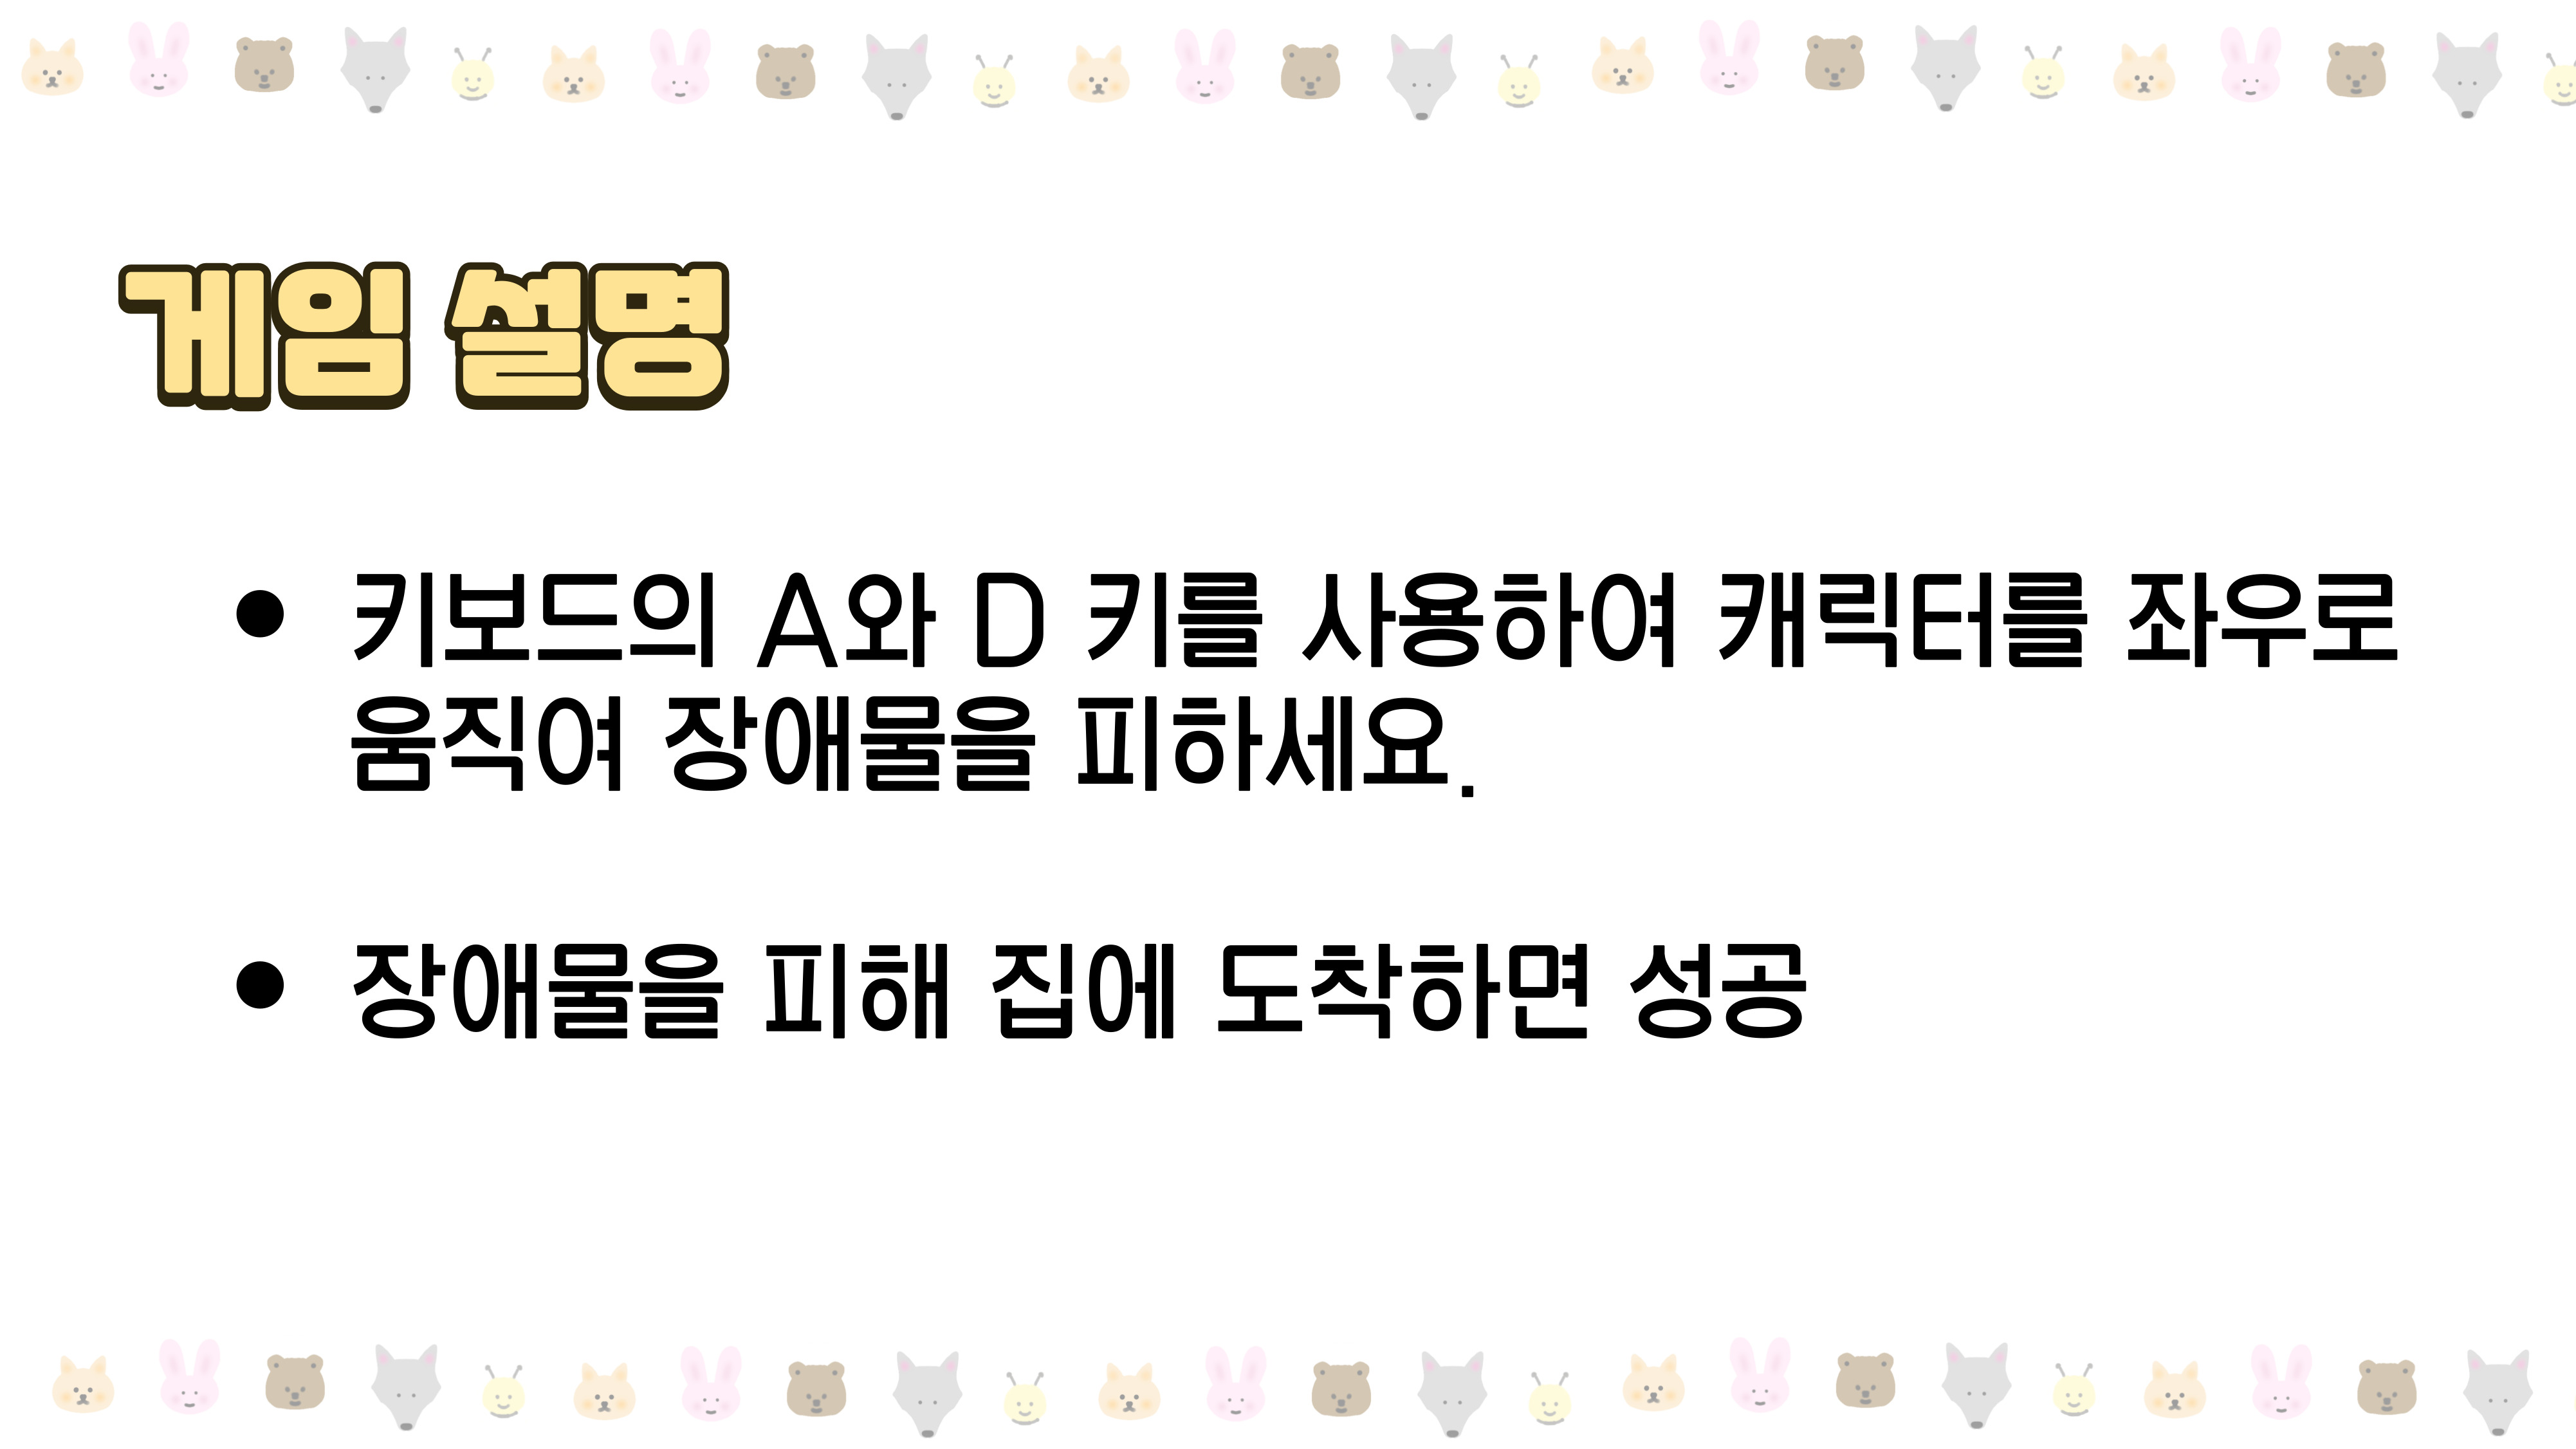 게임 설명
• 키보드의 A와 D 키를 사용하여 캐릭터를 좌우로
움직여 장애물을 피하세요.
• 장애물을 피해 집에 도착하면 성공